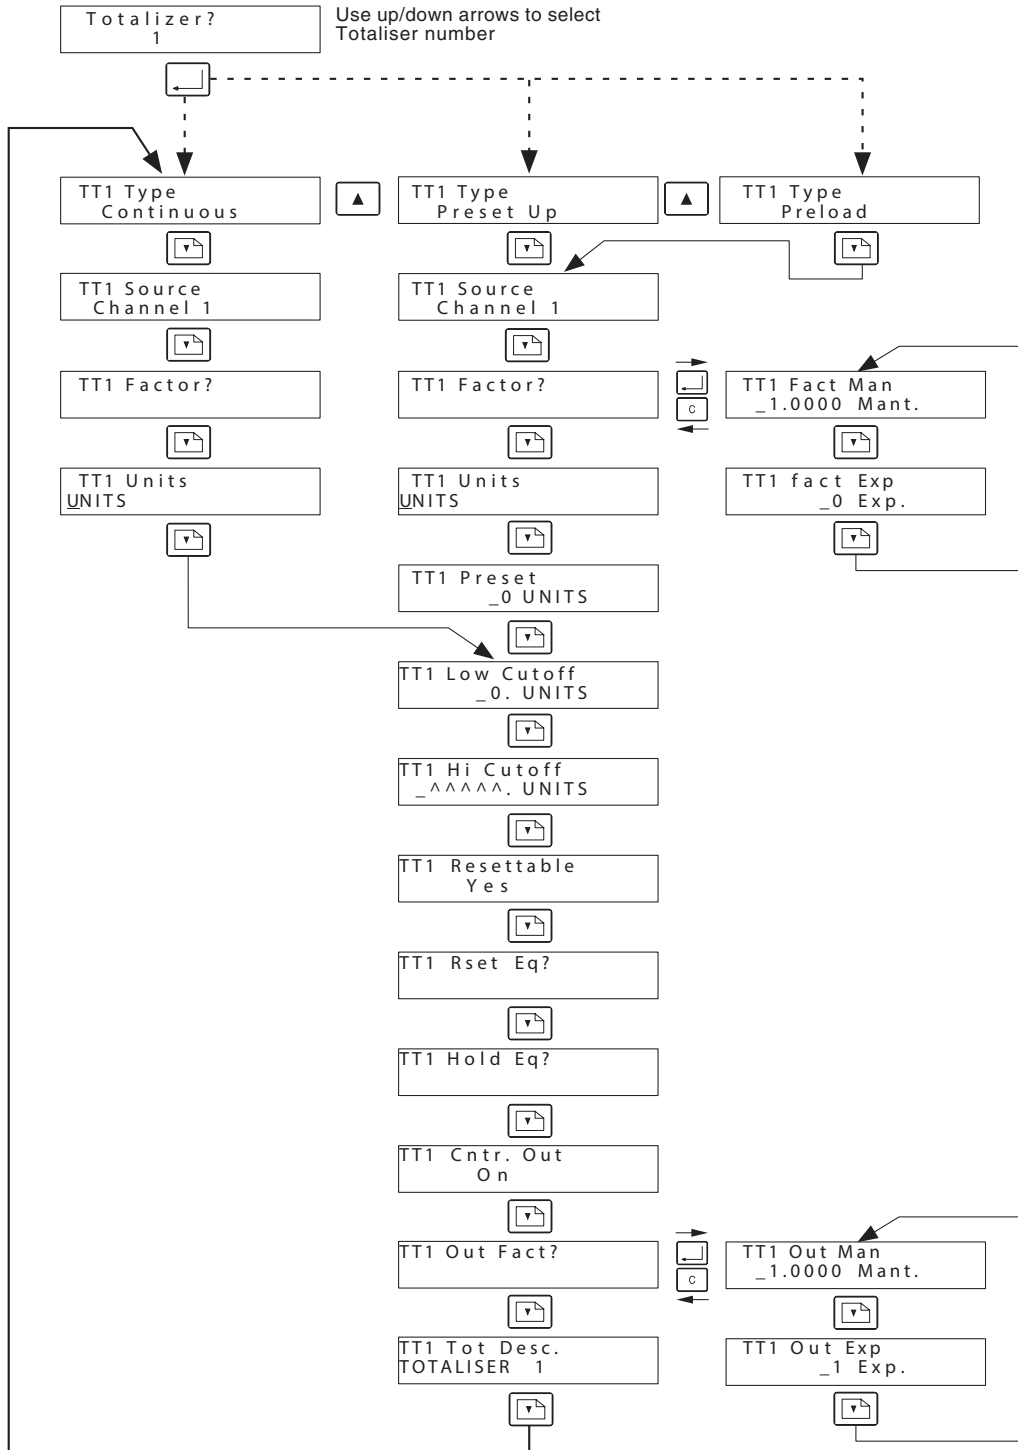 Totalizer?
1
Use up/down arrows to select
Totaliser number
TT1 Type
Continuous
TT1 Type
Preset Up
TT1 Type
Preload
TT1 Source
Channel 1
TT1 Source
Channel 1
TT1 Factor?
TT1 Factor?
C
TT1 Fact Man
_1.0000 Mant.
TT1 Units
UNITS
TT1 Units
UNITS
TT1 fact Exp
_0 Exp.
TT1 Preset
_0 UNITS
TT1 Low Cutoff
_0. UNITS
TT1 Hi Cutoff
_^^^^^. UNITS
TT1 Resettable
Yes
TT1 Rset Eq?
TT1 Hold Eq?
TT1 Cntr. Out
On
TT1 Out Fact?
C
TT1 Out Man
_1.0000 Mant.
TT1 Tot Desc.
TOTALISER 1
TT1 Out Exp
_1 Exp.